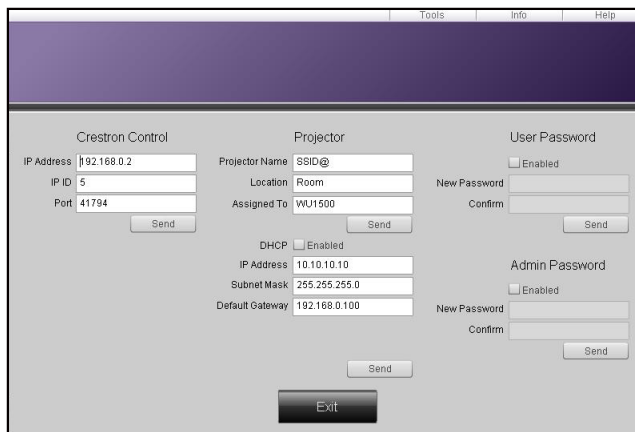 Tools Info Help
Crestron Control
IP Address 192.168.0.2
IP ID 5
Port 41794
Send
Projector
Projector Name SSID@
Location Room
Assigned To WU1500
Send
DHCP Enabled
IP Address 10.10.10.10
Subnet Mask 255.255.255.0
Default Gateway 192.168.0.100
Send
User Password
Enabled
New Password
Confirm
Send
Admin Password
Enabled
New Password
Confirm
Send
Exit